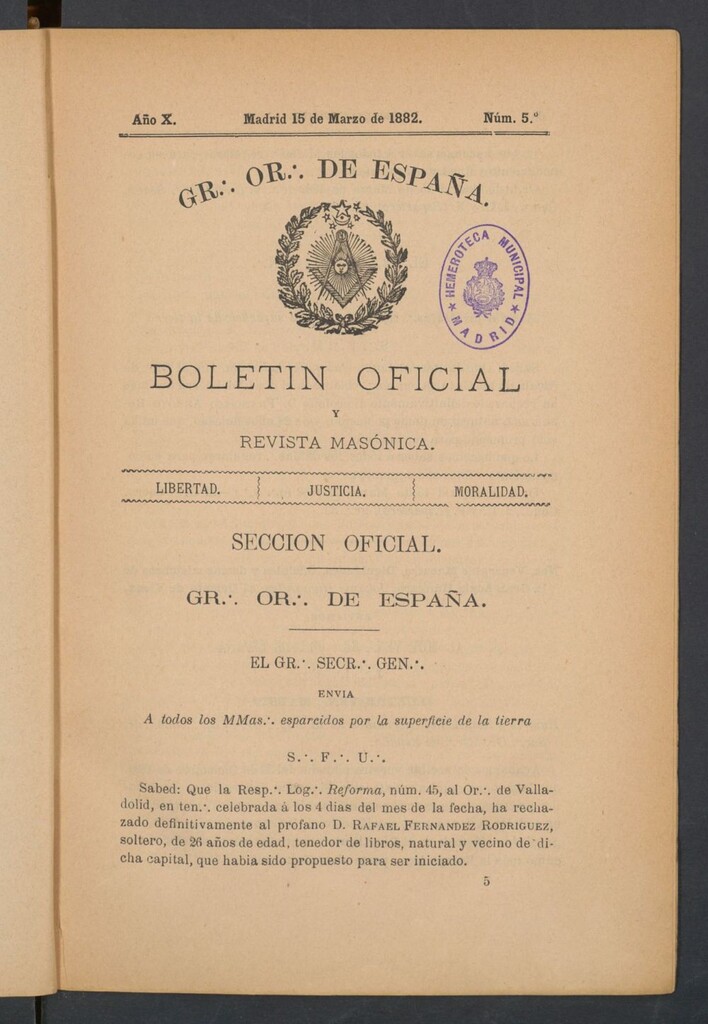 Año X. Madrid 15 de Marzo de 1882. Núm. 5.º
GR.·. OR.·. DE ESPAÑA.
HEMEROTECA MUNICIPAL
★ MADRID ★
BOLETIN OFICIAL
Y
REVISTA MASÓNICA.
LIBERTAD. JUSTICIA. MORALIDAD.
SECCION OFICIAL.
GR.·. OR.·. DE ESPAÑA.
EL GR.·. SECR.·. GEN.·.
ENVIA
A todos los MMas.·. esparcidos por la superficie de la tierra
S.·. F.·. U.·.
Sabed: Que la Resp.·. Log.·. Reforma, núm. 45, al Or.·. de Valla-
dolid, en ten.·. celebrada á los 4 dias del mes de la fecha, ha recha-
zado definitivamente al profano D. RAFAEL FERNANDEZ RODRIGUEZ,
soltero, de 26 años de edad, tenedor de libros, natural y vecino de di-
cha capital, que habia sido propuesto para ser iniciado.
5